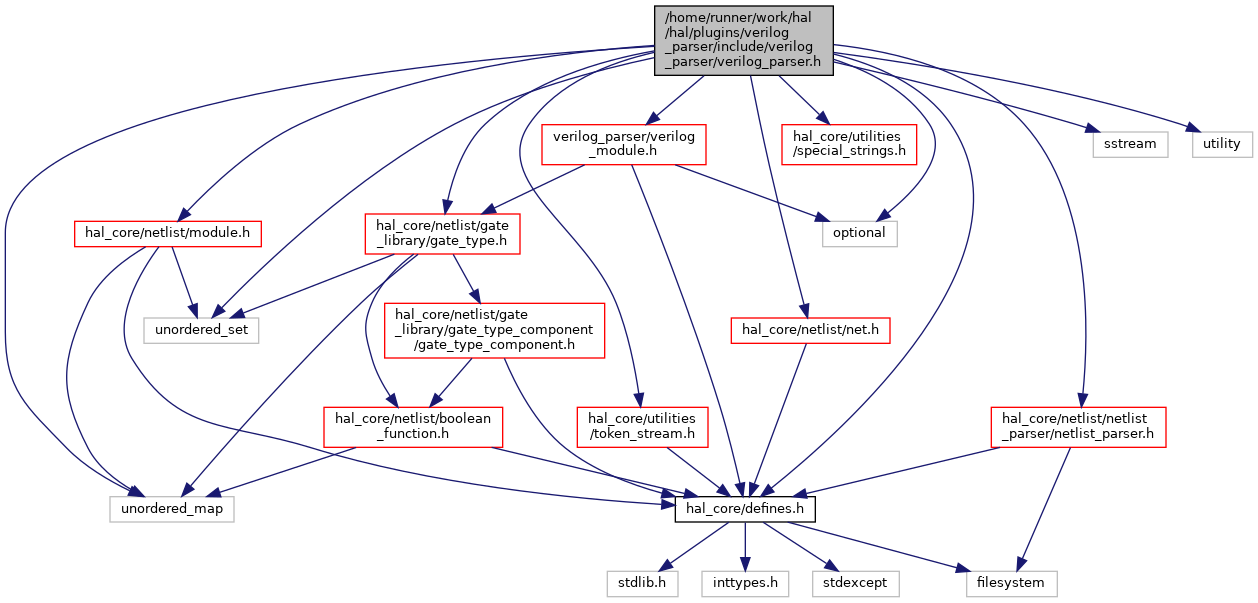 /home/runner/work/hal
/hal/plugins/verilog
_parser/include/verilog
_parser/verilog_parser.h
verilog_parser/verilog
_module.h
hal_core/utilities
/special_strings.h
sstream
utility
hal_core/netlist/module.h
hal_core/netlist/gate
_library/gate_type.h
optional
unordered_set
hal_core/netlist/gate
_library/gate_type_component
/gate_type_component.h
hal_core/netlist/net.h
hal_core/netlist/boolean
_function.h
hal_core/utilities
/token_stream.h
hal_core/netlist/netlist
_parser/netlist_parser.h
unordered_map
hal_core/defines.h
stdlib.h
inttypes.h
stdexcept
filesystem